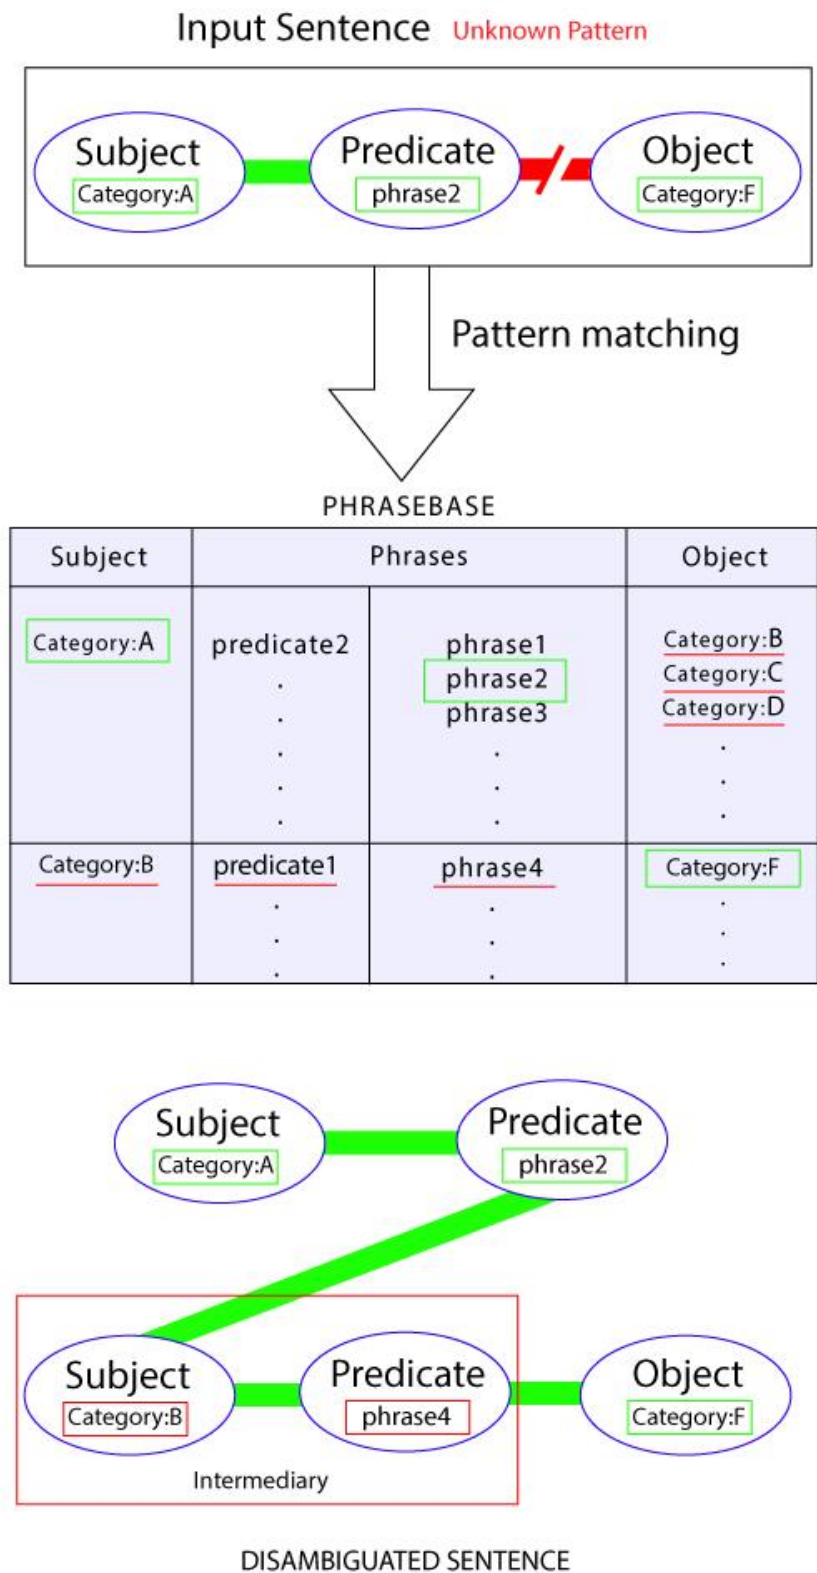 Input Sentence Unknown Pattern
Subject Predicate Object
Category:A phrase2 Category:F
Pattern matching
PHRASEBASE
Subject Phrases Object
Category:A predicate2 phrase1 Category:B
. phrase2 Category:C
. phrase3 Category:D
. . .
. . .
. . .
Category:B predicate1 phrase4 Category:F
. . .
. . .
. . .
Subject Predicate
Category:A phrase2
Subject Predicate Object
Category:B phrase4 Category:F
Intermediary
DISAMBIGUATED SENTENCE